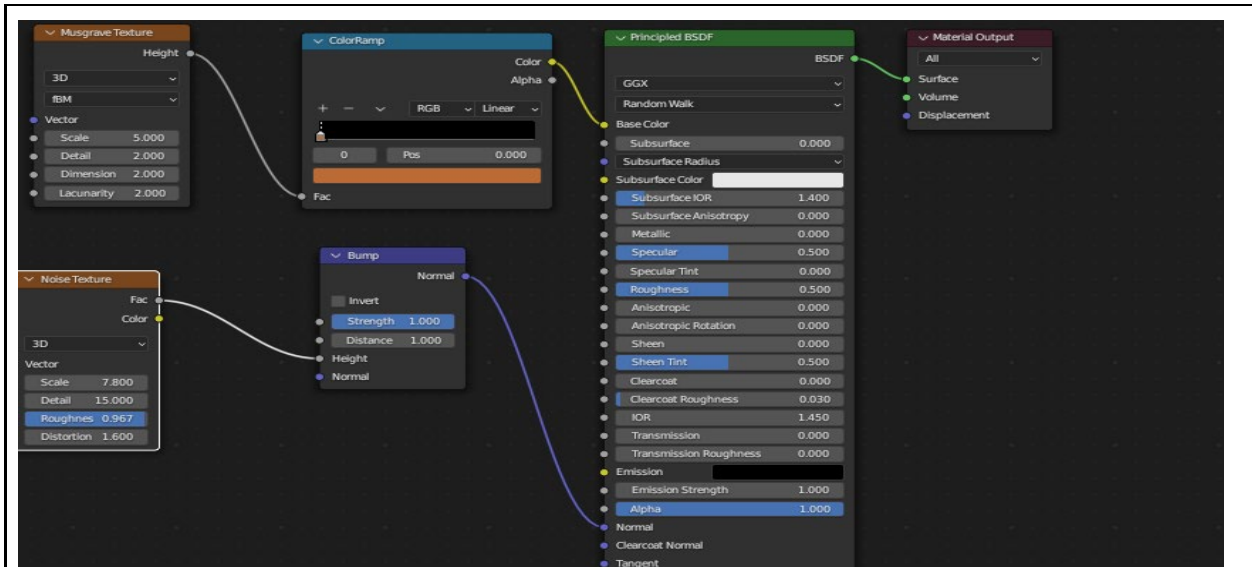 Musgrave Texture
Height
3D
fBM
Vector
Scale 5.000
Detail 2.000
Dimension 2.000
Lacunarity 2.000
ColorRamp
Color
Alpha
RGB Linear
0 Pos 0.000
Fac
Noise Texture
Fac
Color
3D
Vector
Scale 7.800
Detail 15.000
Roughnes 0.967
Distortion 1.600
Bump
Normal
Invert
Strength 1.000
Distance 1.000
Height
Normal
Principled BSDF
BSDF
GGX
Random Walk
Base Color
Subsurface 0.000
Subsurface Radius
Subsurface Color
Subsurface IOR 1.400
Subsurface Anisotropy 0.000
Metallic 0.000
Specular 0.500
Specular Tint 0.000
Roughness 0.500
Anisotropic 0.000
Anisotropic Rotation 0.000
Sheen 0.000
Sheen Tint 0.500
Clearcoat 0.000
Clearcoat Roughness 0.030
IOR 1.450
Transmission 0.000
Transmission Roughness 0.000
Emission
Emission Strength 1.000
Alpha 1.000
Normal
Clearcoat Normal
Tangent
Material Output
All
Surface
Volume
Displacement